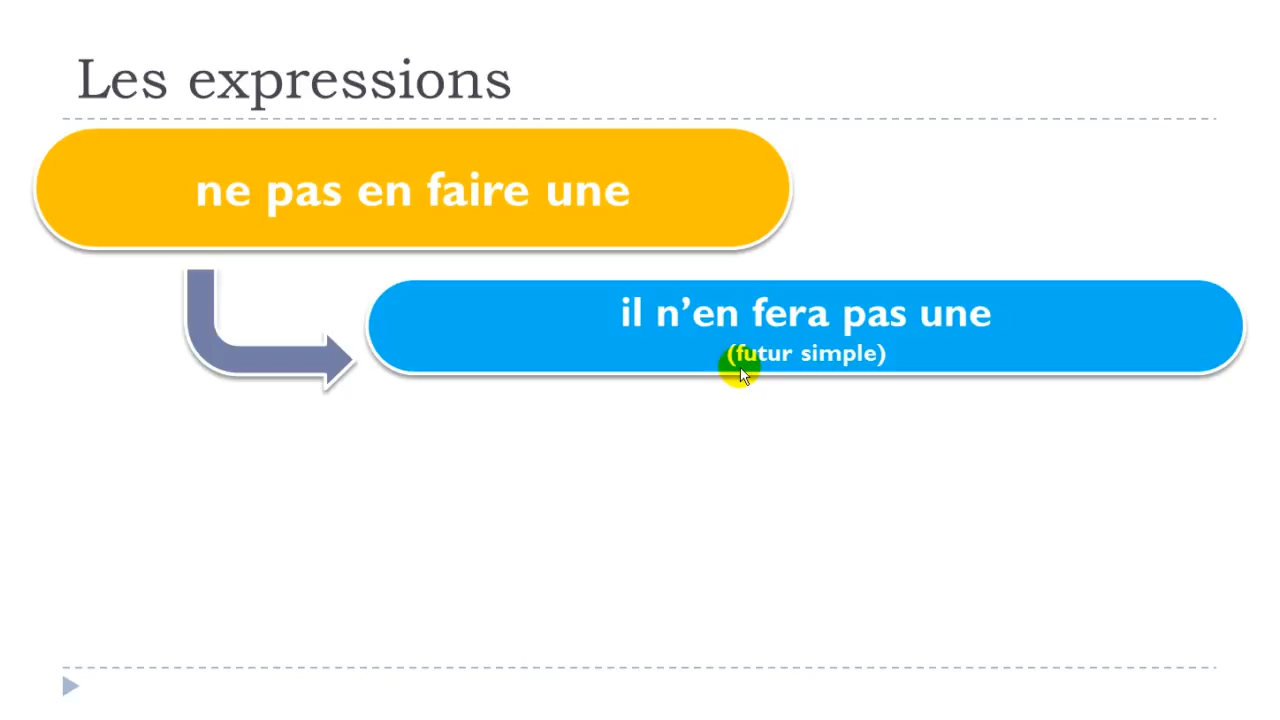 Les expressions
ne pas en faire une
il n’en fera pas une
(futur simple)